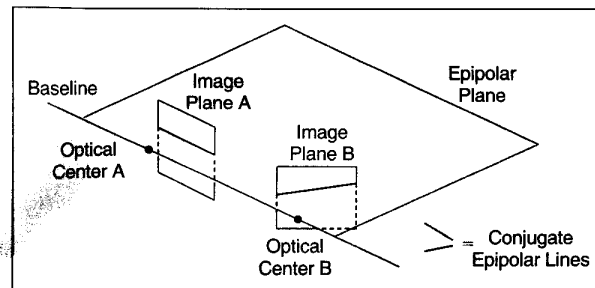 Baseline
Image
Plane A
Epipolar
Plane
Optical
Center A
Image
Plane B
Optical
Center B
= Conjugate
Epipolar Lines